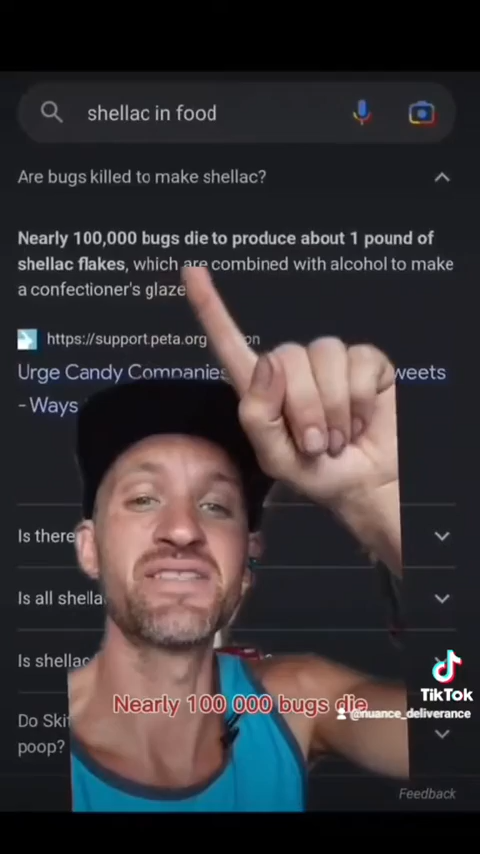 shellac in food
Are bugs killed to make shellac?
Nearly 100,000 bugs die to produce about 1 pound of
shellac flakes, which are combined with alcohol to make
a confectioner's glaze
https://support.peta.org
Urge Candy Companies weets
- Ways
Is there
Is all shella
Is shellac
Nearly 100 000 bugs die
TikTok
@nuance_deliverance
Do Ski
poop?
Feedback